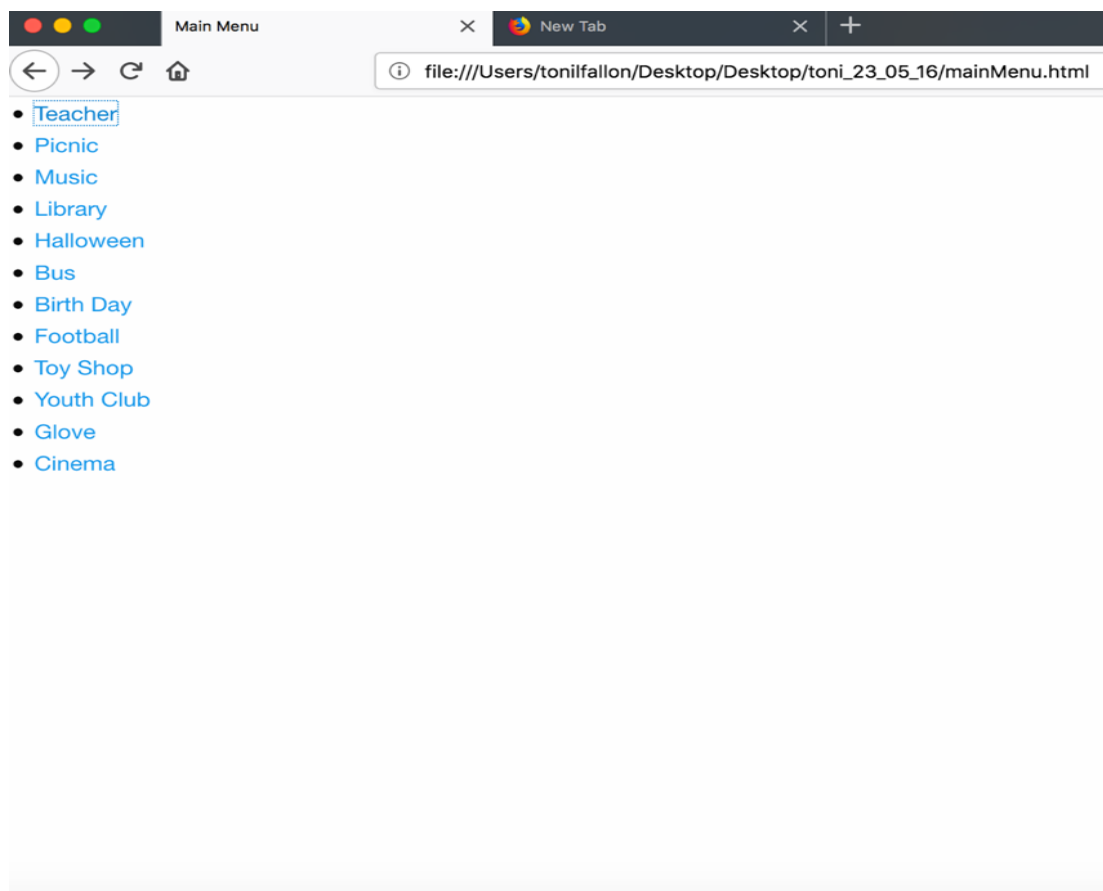 Main Menu
New Tab
file:///Users/tonilfallon/Desktop/Desktop/toni_23_05_16/mainMenu.html
Teacher
Picnic
Music
Library
Halloween
Bus
Birth Day
Football
Toy Shop
Youth Club
Glove
Cinema